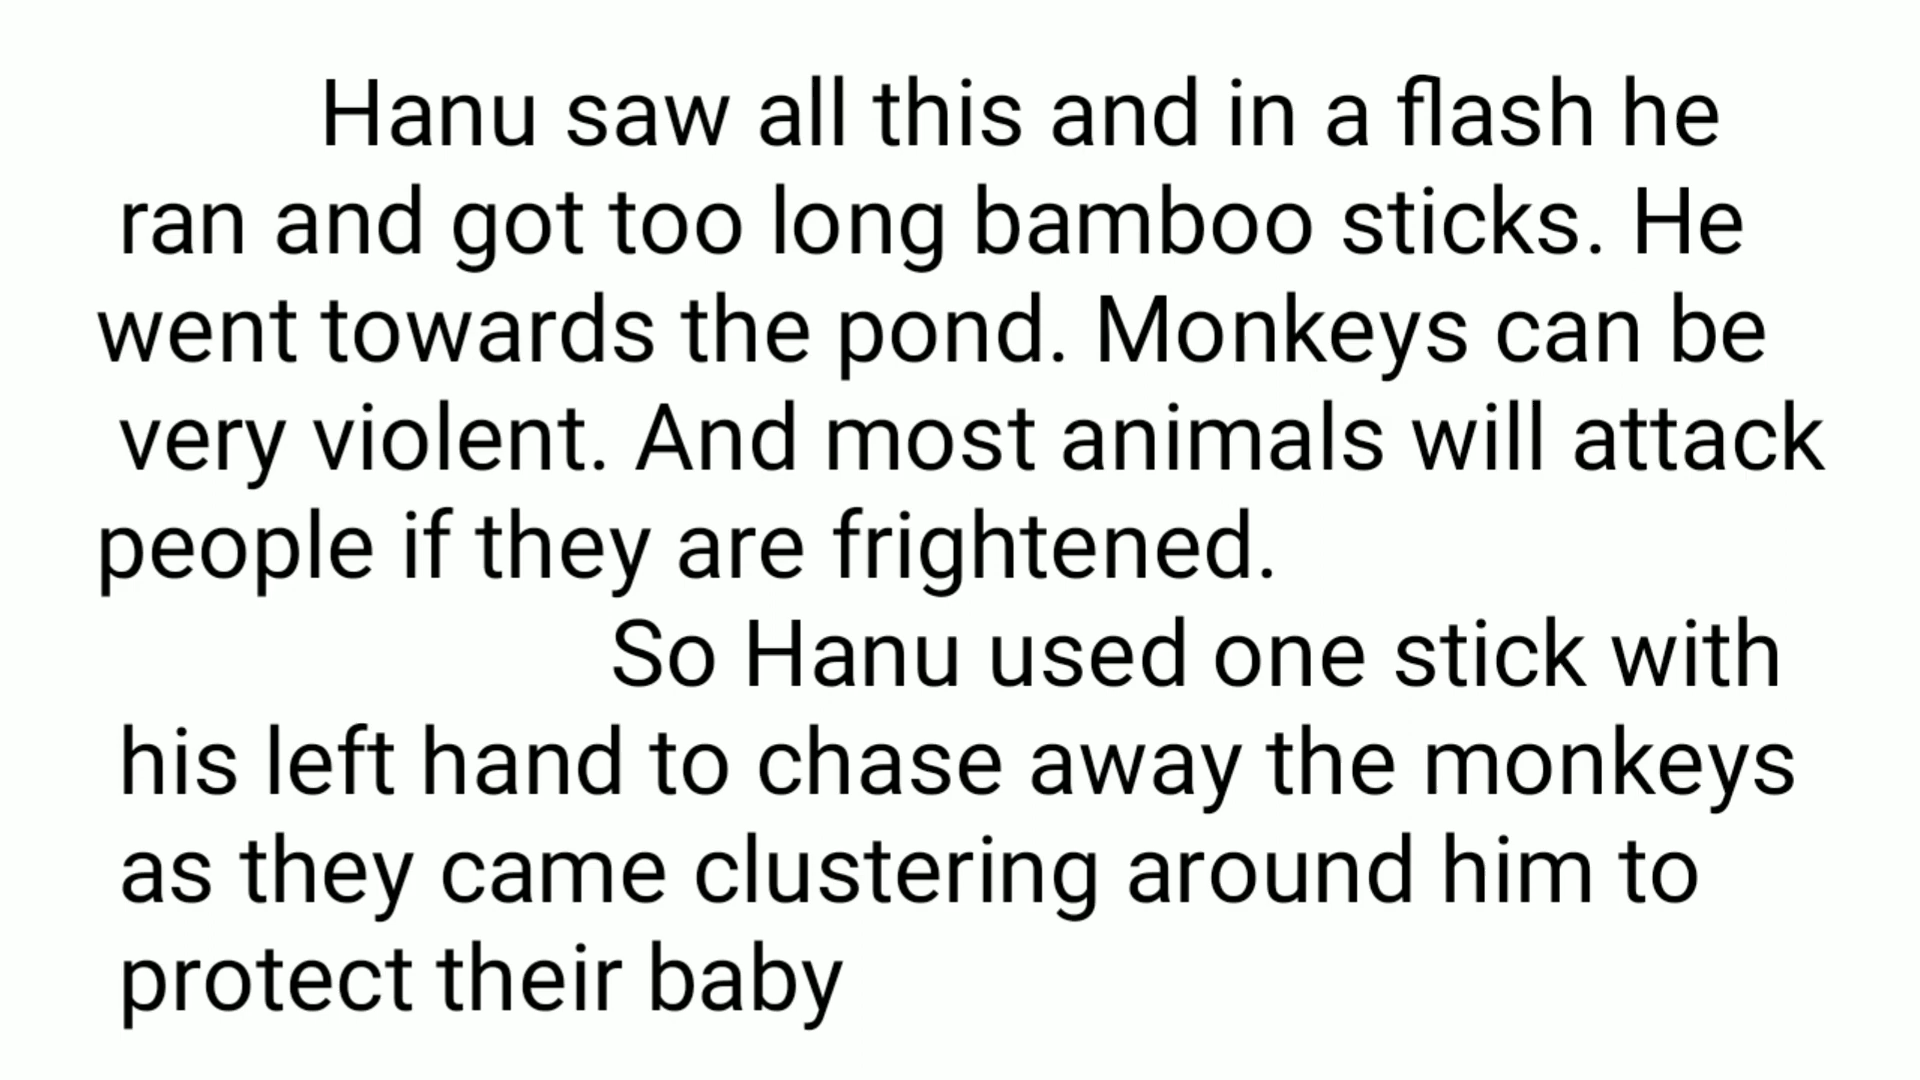 Hanu saw all this and in a flash he
ran and got too long bamboo sticks. He
went towards the pond. Monkeys can be
very violent. And most animals will attack
people if they are frightened.
So Hanu used one stick with
his left hand to chase away the monkeys
as they came clustering around him to
protect their baby